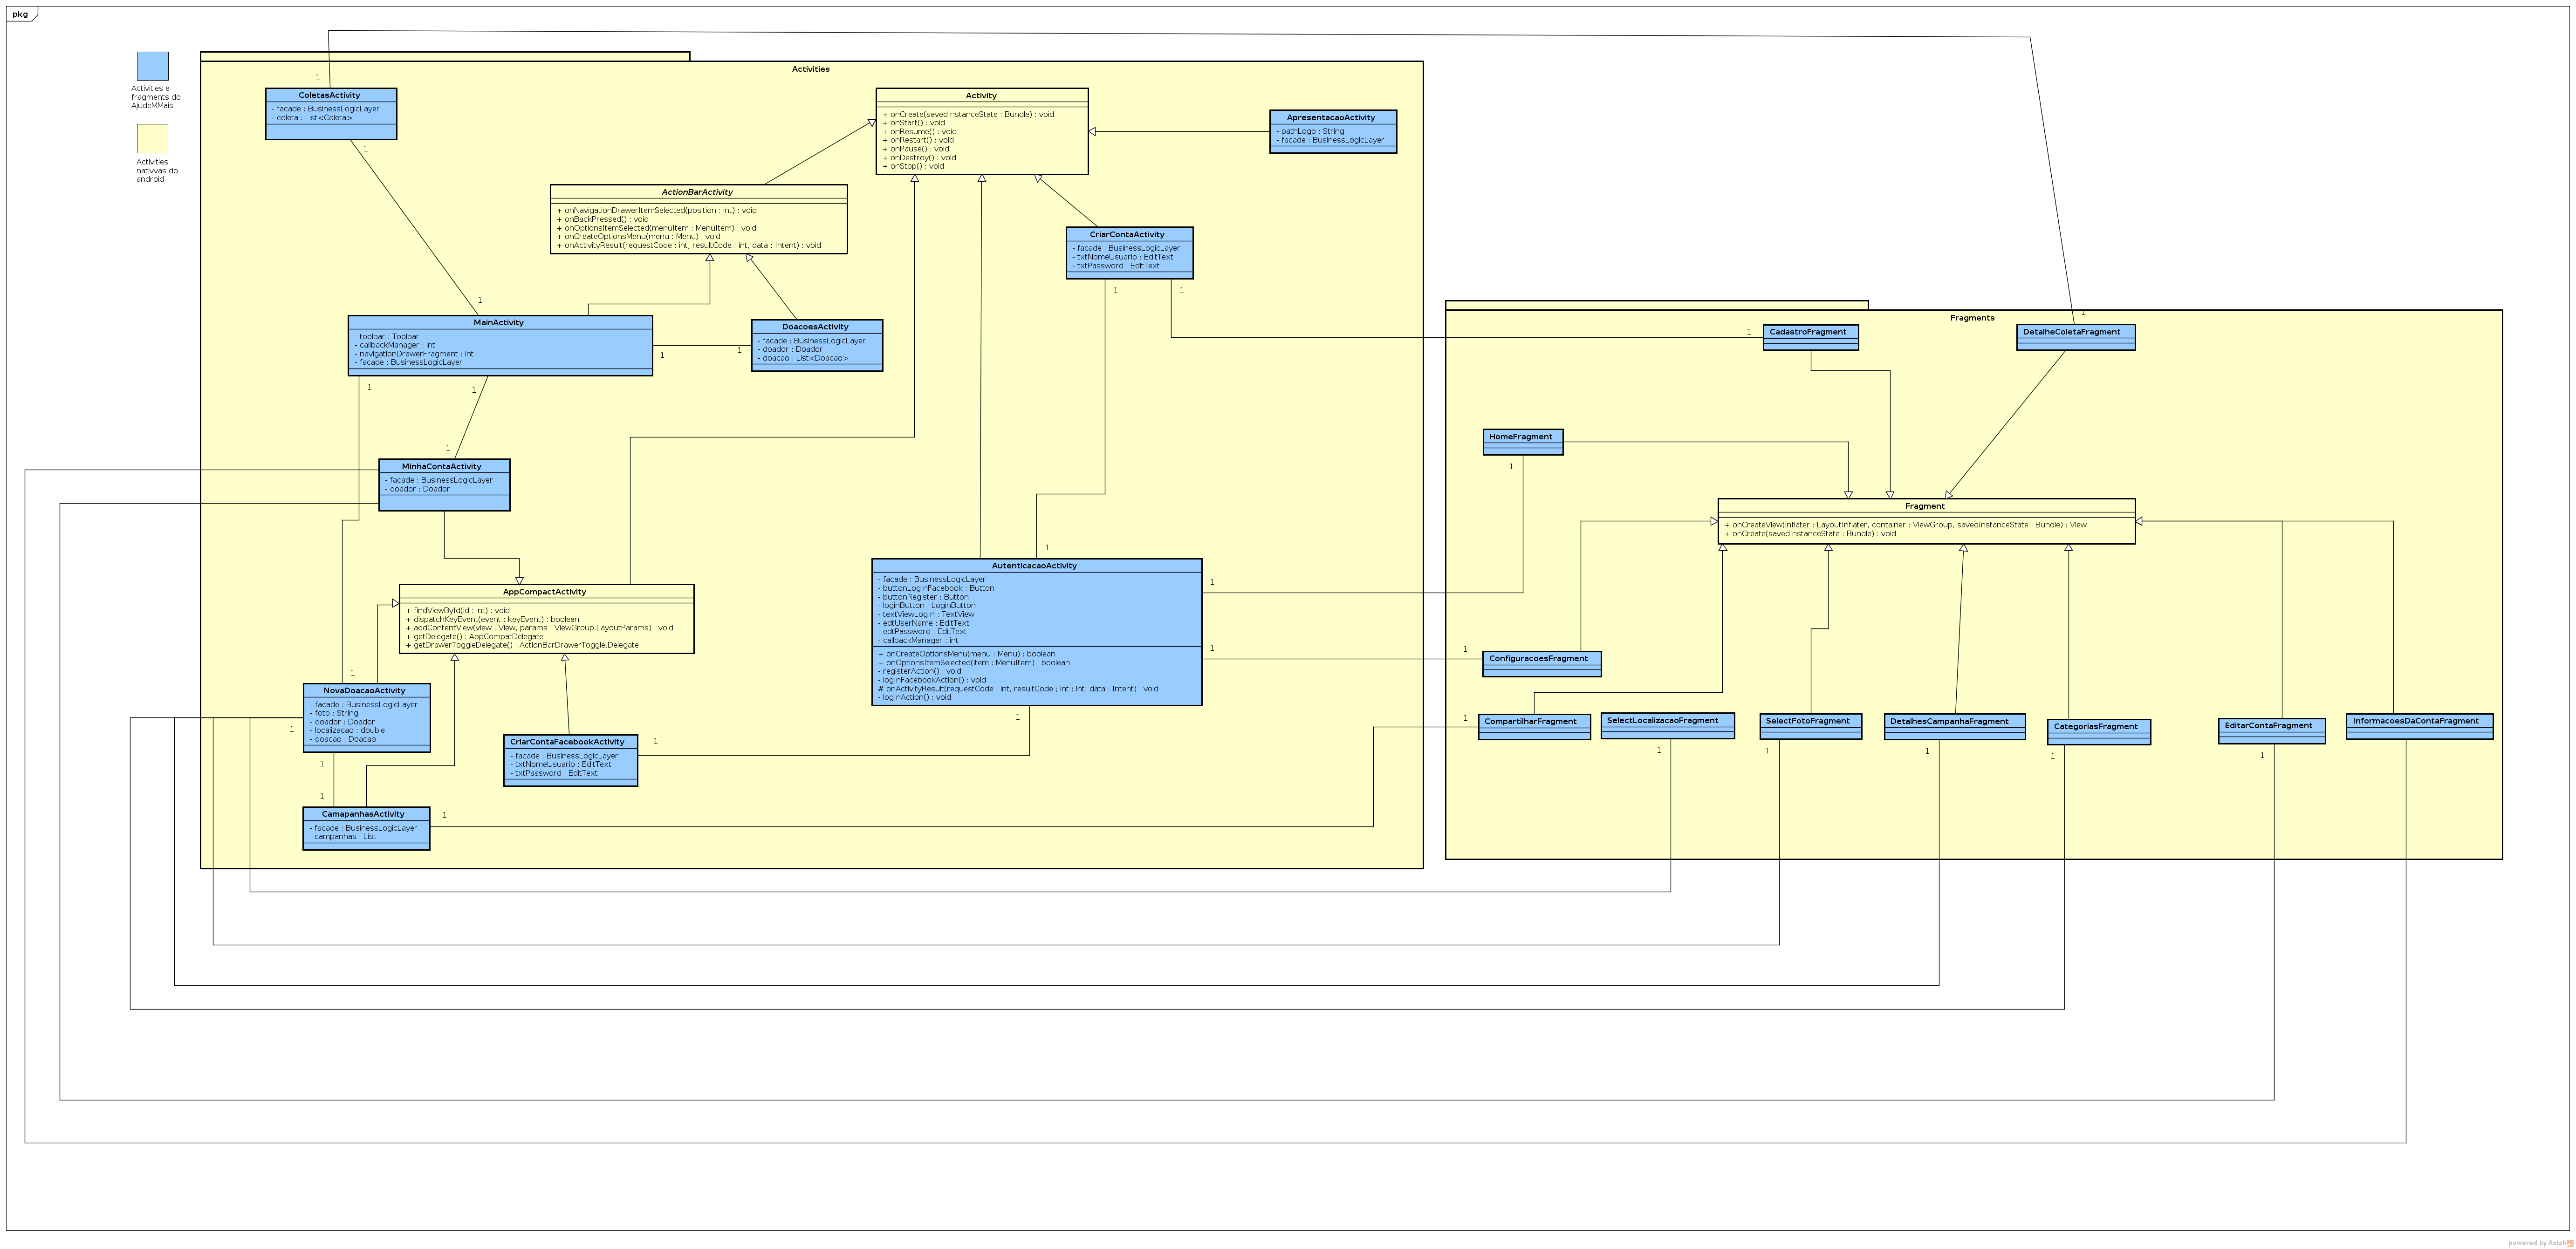 pkg
Activities e
fragments do
AjudeMMais
Activities
nativvas do
android
Activities
1
ColetasActivity
- facade : BusinessLogicLayer
- coleta : List<Coleta>
1
Activity
+ onCreate(savedInstanceState : Bundle) : void
+ onStart() : void
+ onResume() : void
+ onRestart() : void
+ onPause() : void
+ onDestroy() : void
+ onStop() : void
ApresentacaoActivity
- pathLogo : String
- facade : BusinessLogicLayer
ActionBarActivity
+ onNavigationDrawerItemSelected(position : int) : void
+ onBackPressed() : void
+ onOptionsItemSelected(menuItem : MenuItem) : void
+ onCreateOptionsMenu(menu : Menu) : void
+ onActivityResult(requestCode : int, resultCode : int, data : Intent) : void
CriarContaActivity
- facade : BusinessLogicLayer
- txtNomeUsuario : EditText
- txtPassword : EditText
1
1
1
MainActivity
- toolbar : Toolbar
- callbackManager : int
- navigationDrawerFragment : int
- facade : BusinessLogicLayer
1
1
1
1
DoacoesActivity
- facade : BusinessLogicLayer
- doador : Doador
- doacao : List<Doacao>
1
MinhaContaActivity
- facade : BusinessLogicLayer
- doador : Doador
AppCompactActivity
+ findViewById(id : int) : void
+ dispatchKeyEvent(event : keyEvent) : boolean
+ addContentView(view : View, params : ViewGroup.LayoutParams) : void
+ getDelegate() : AppCompatDelegate
+ getDrawerToggleDelegate() : ActionBarDrawerToggle.Delegate
1
AutenticacaoActivity
- facade : BusinessLogicLayer
- buttonLogInFacebook : Button
- buttonRegister : Button
- loginButton : LoginButton
- textViewLogIn : TextView
- edtUserName : EditText
- edtPassword : EditText
- callbackManager : int
+ onCreateOptionsMenu(menu : Menu) : boolean
+ onOptionsItemSelected(item : MenuItem) : boolean
- registerAction() : void
- logInFacebookAction() : void
# onActivityResult(requestCode : int, resultCode ; int : int, data : Intent) : void
- logInAction() : void
1
1
1
1
NovaDoacaoActivity
- facade : BusinessLogicLayer
- foto : String
- doador : Doador
- localizacao : double
- doacao : Doacao
1
1
1
CriarContaFacebookActivity
- facade : BusinessLogicLayer
- txtNomeUsuario : EditText
- txtPassword : EditText
1
CamapanhasActivity
- facade : BusinessLogicLayer
- campanhas : List
1
Fragments
1
CadastroFragment
1
DetalheColetaFragment
HomeFragment
1
Fragment
+ onCreateView(inflater : LayoutInflater, container : ViewGroup, savedInstanceState : Bundle) : View
+ onCreate(savedInstanceState : Bundle) : void
1
ConfiguracoesFragment
1
CompartilharFragment
SelectLocalizacaoFragment
1
SelectFotoFragment
1
DetalhesCampanhaFragment
1
CategoriasFragment
1
EditarContaFragment
1
InformacoesDaContaFragment
powered by Astah